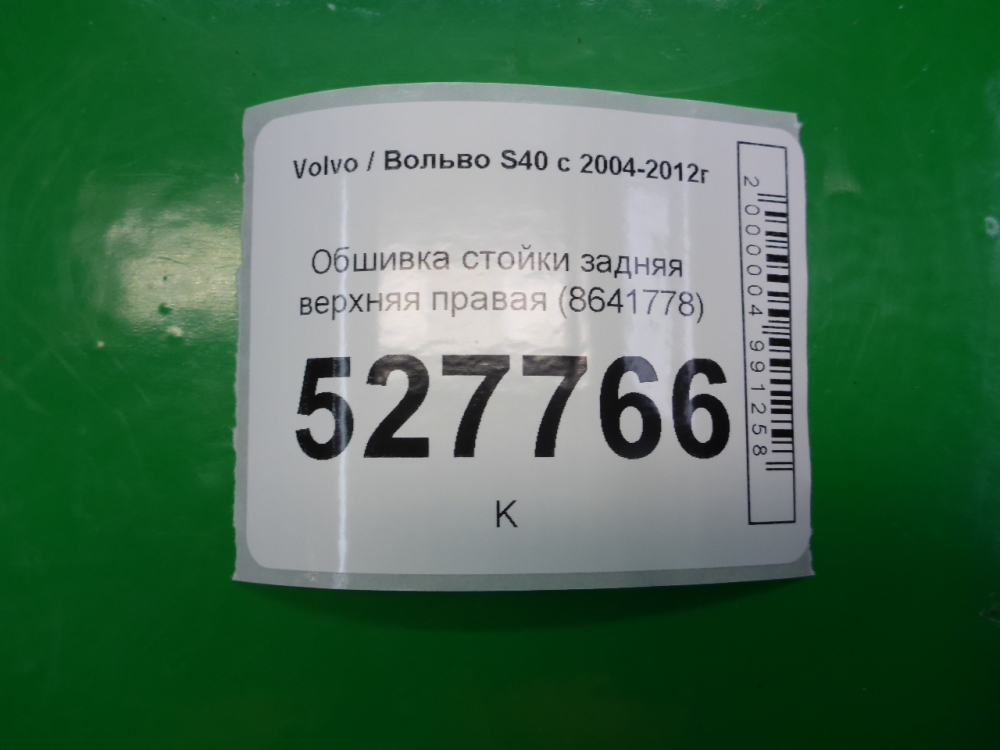 Volvo / Вольво S40 с 2004-2012г
Обшивка стойки задняя
верхняя правая (8641778)
527766
К
2000004991258